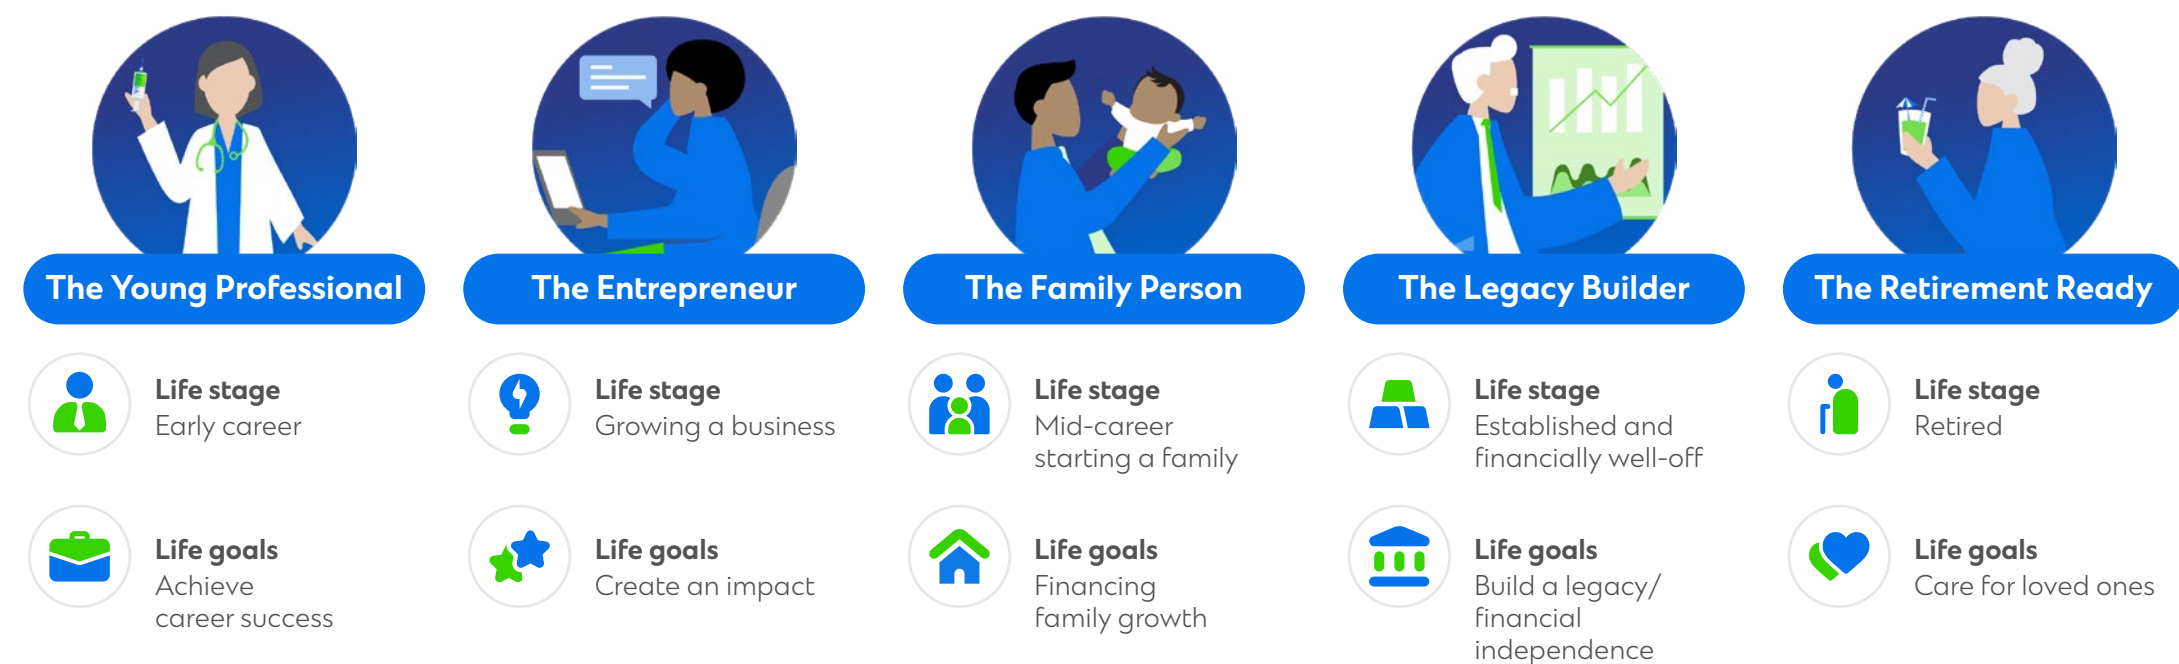 The Young Professional
Life stage
Early career
Life goals
Achieve
career success
The Entrepreneur
Life stage
Growing a business
Life goals
Create an impact
The Family Person
Life stage
Mid-career
starting a family
Life goals
Financing
family growth
The Legacy Builder
Life stage
Established and
financially well-off
Life goals
Build a legacy/
financial
independence
The Retirement Ready
Life stage
Retired
Life goals
Care for loved ones